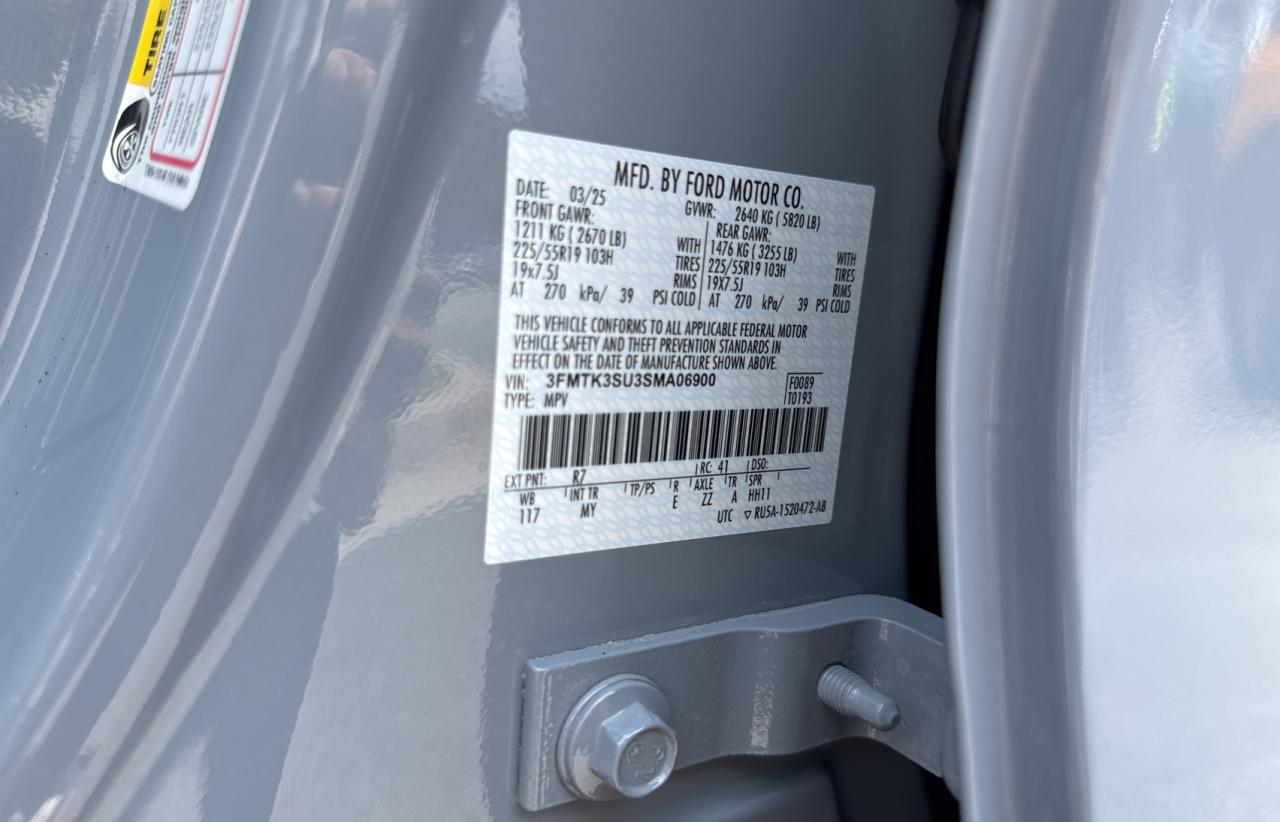 TIRE
MFD. BY FORD MOTOR CO.
DATE: 03/25 GVWR: 2640 KG ( 5820 LB)
FRONT GAWR: REAR GAWR:
1211 KG ( 2670 LB) WITH 1476 KG ( 3255 LB) WITH
225/55R19 103H TIRES 225/55R19 103H TIRES
19x7.5J RIMS 19X7.5J RIMS
AT 270 kPa/ 39 PSI COLD AT 270 kPa/ 39 PSI COLD
THIS VEHICLE CONFORMS TO ALL APPLICABLE FEDERAL MOTOR
VEHICLE SAFETY AND THEFT PREVENTION STANDARDS IN
EFFECT ON THE DATE OF MANUFACTURE SHOWN ABOVE.
VIN: 3FMTK3SU3SMA06900 F0089
TYPE: MPV T0193
EXT PNT: R7 RC: 41 DSO:
WB INT TR TP/PS R AXLE TR SPR
117 MY E ZZ A HH11
UTC ▽ RU5A-1520472-AB